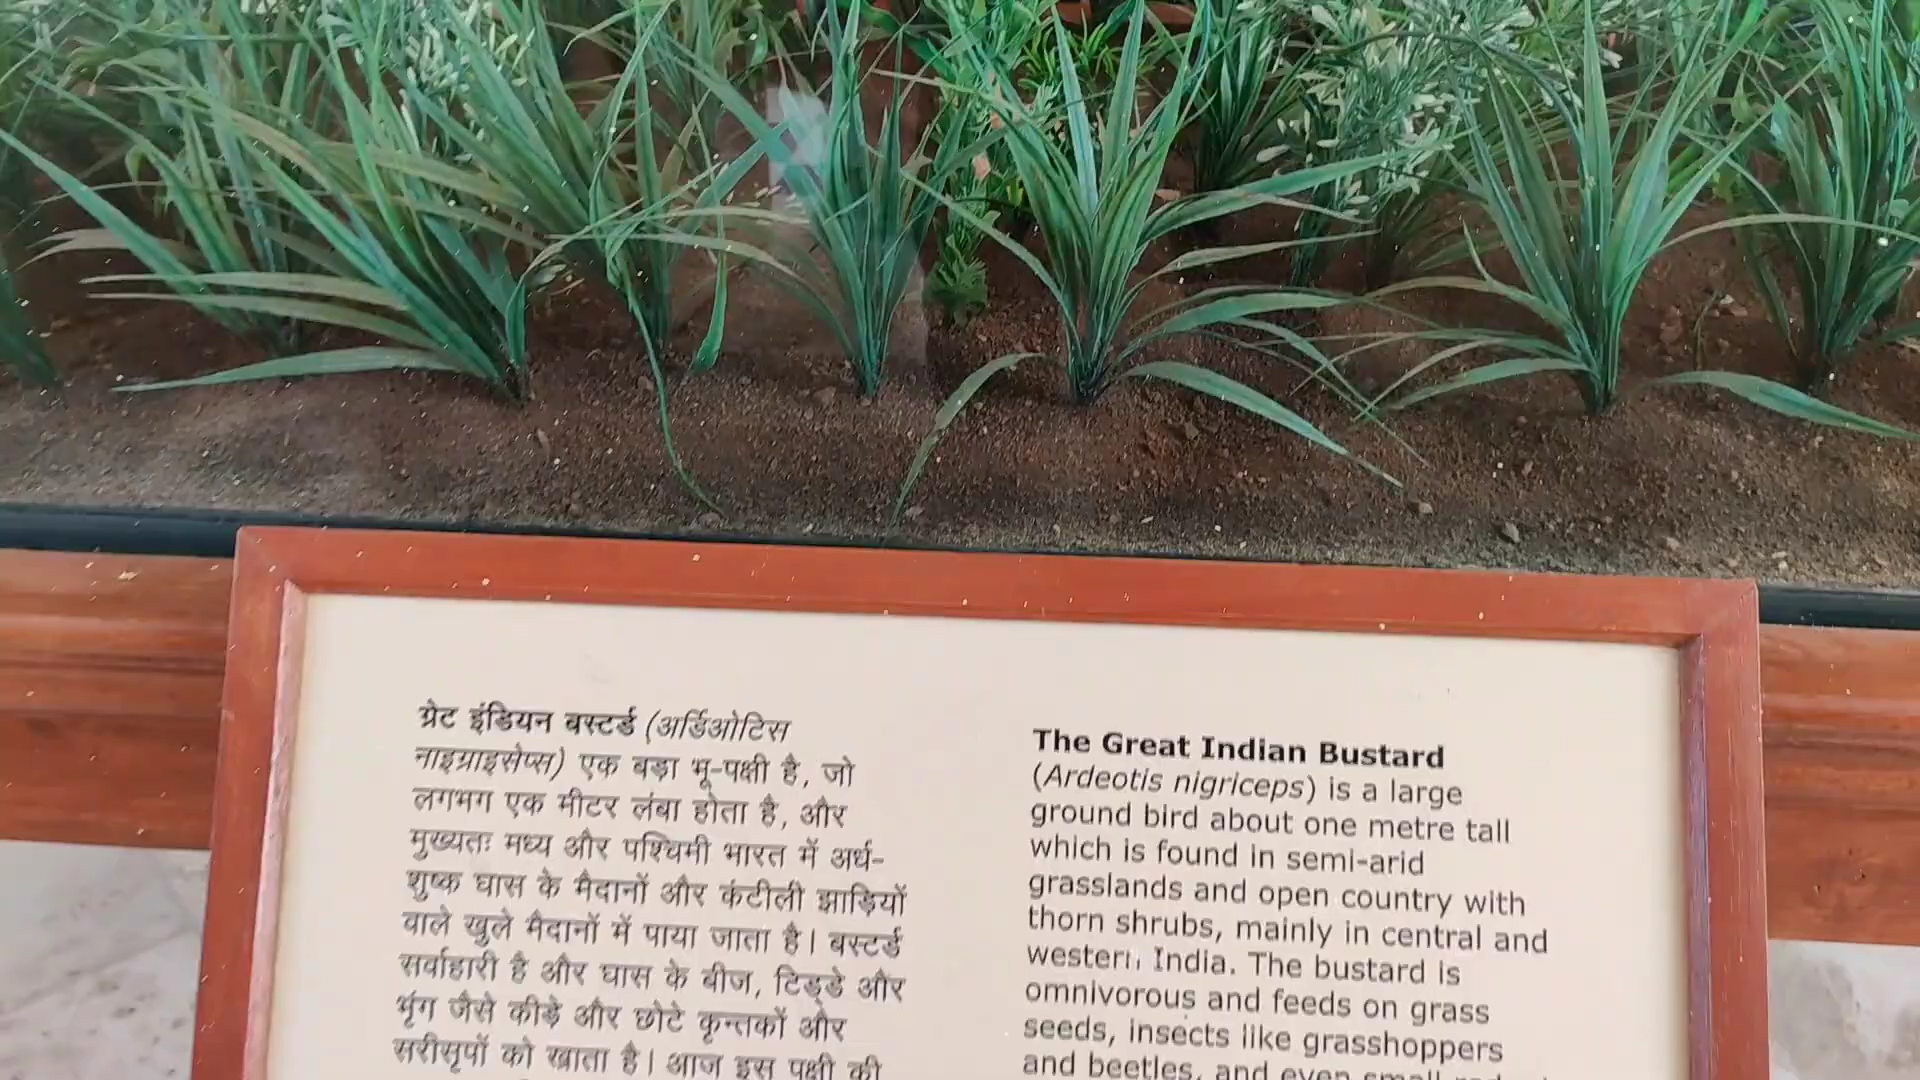 ग्रेट इंडियन बस्टर्ड (अर्डिओटिस
नाइग्राइसेप्स) एक बड़ा भू-पक्षी है, जो
लगभग एक मीटर लंबा होता है, और
मुख्यतः मध्य और पश्चिमी भारत में अर्ध-
शुष्क घास के मैदानों और कंटीली झाड़ियों
वाले खुले मैदानों में पाया जाता है। बस्टर्ड
सर्वाहारी है और घास के बीज, टिड्डे और
भृंग जैसे कीड़े और छोटे कृन्तकों और
सरीसृपों को खाता है। आज इस पक्षी की
The Great Indian Bustard
(Ardeotis nigriceps) is a large
ground bird about one metre tall
which is found in semi-arid
grasslands and open country with
thorn shrubs, mainly in central and
western India. The bustard is
omnivorous and feeds on grass
seeds, insects like grasshoppers
and beetles, and even small